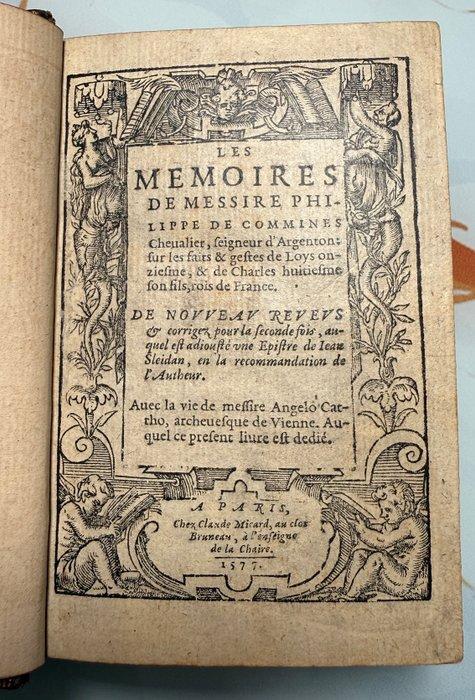 LES
MEMOIRES
DE MESSIRE PHI-
LIPPE DE COMMINES
Cheualier, seigneur d'Argenton:
sur les faits & gestes de Loys on-
ziesme, & de Charles huitiesme
son fils, rois de France.
DE NOVVEAV REVEVS
& corrigez pour la seconde fois, au-
quel est adiousté vne Epistre de Iean
Sleidan, en la recommandation de
l'Autheur.
Auec la vie de messire Angelo Cat-
tho, archeuesque de Vienne. Au-
quel ce present liure est dedié.
A PARIS,
Chez Claude Micard, au clos
Bruneau, à l'enseigne
de la Chaire.
1577.